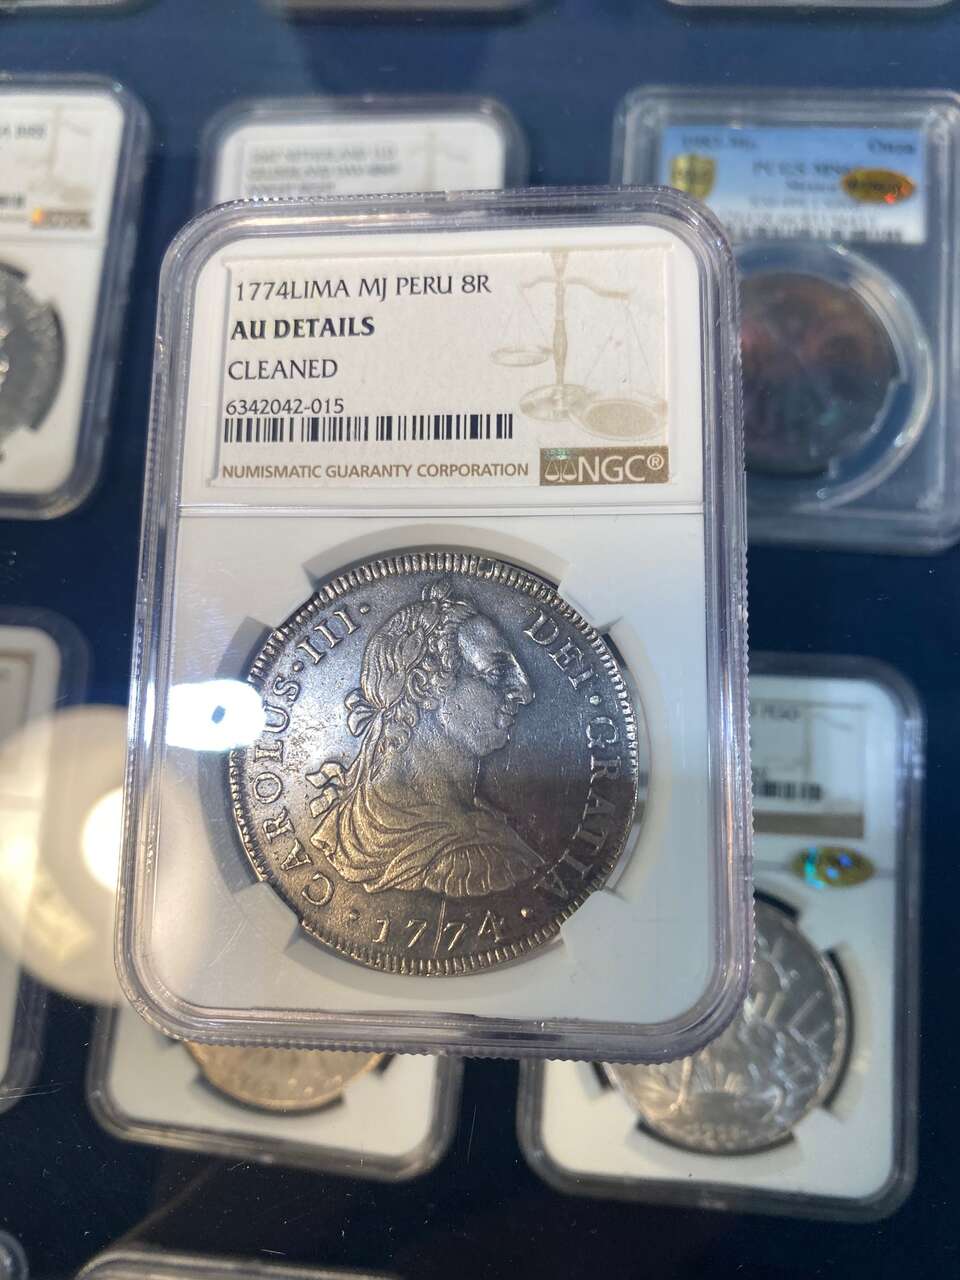 1774LIMA MJ PERU 8R
AU DETAILS
CLEANED
6342042-015
NUMISMATIC GUARANTY CORPORATION NGC®
CAROLUS·III· DEI·GRATIA
·1774·